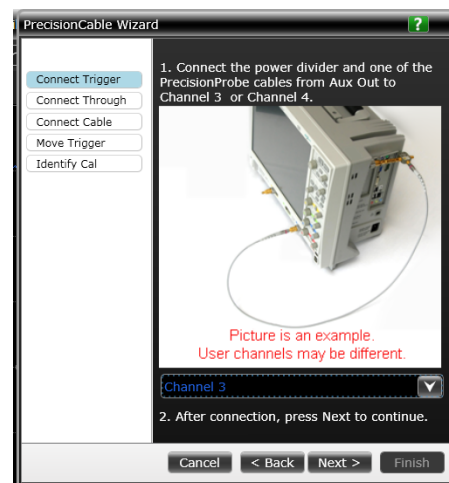 PrecisionCable Wizard
?
Connect Trigger
Connect Through
Connect Cable
Move Trigger
Identify Cal
1. Connect the power divider and one of the
PrecisionProbe cables from Aux Out to
Channel 3 or Channel 4.
Picture is an example.
User channels may be different.
Channel 3
2. After connection, press Next to continue.
Cancel
< Back
Next >
Finish